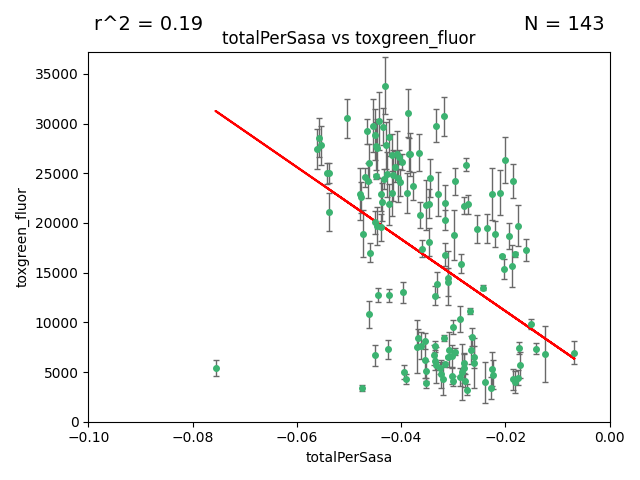 r^2 = 0.19
N = 143
totalPerSasa vs toxgreen_fluor
toxgreen_fluor
35000
30000
25000
20000
15000
10000
5000
0
−0.10
−0.08
−0.06
−0.04
−0.02
0.00
totalPerSasa